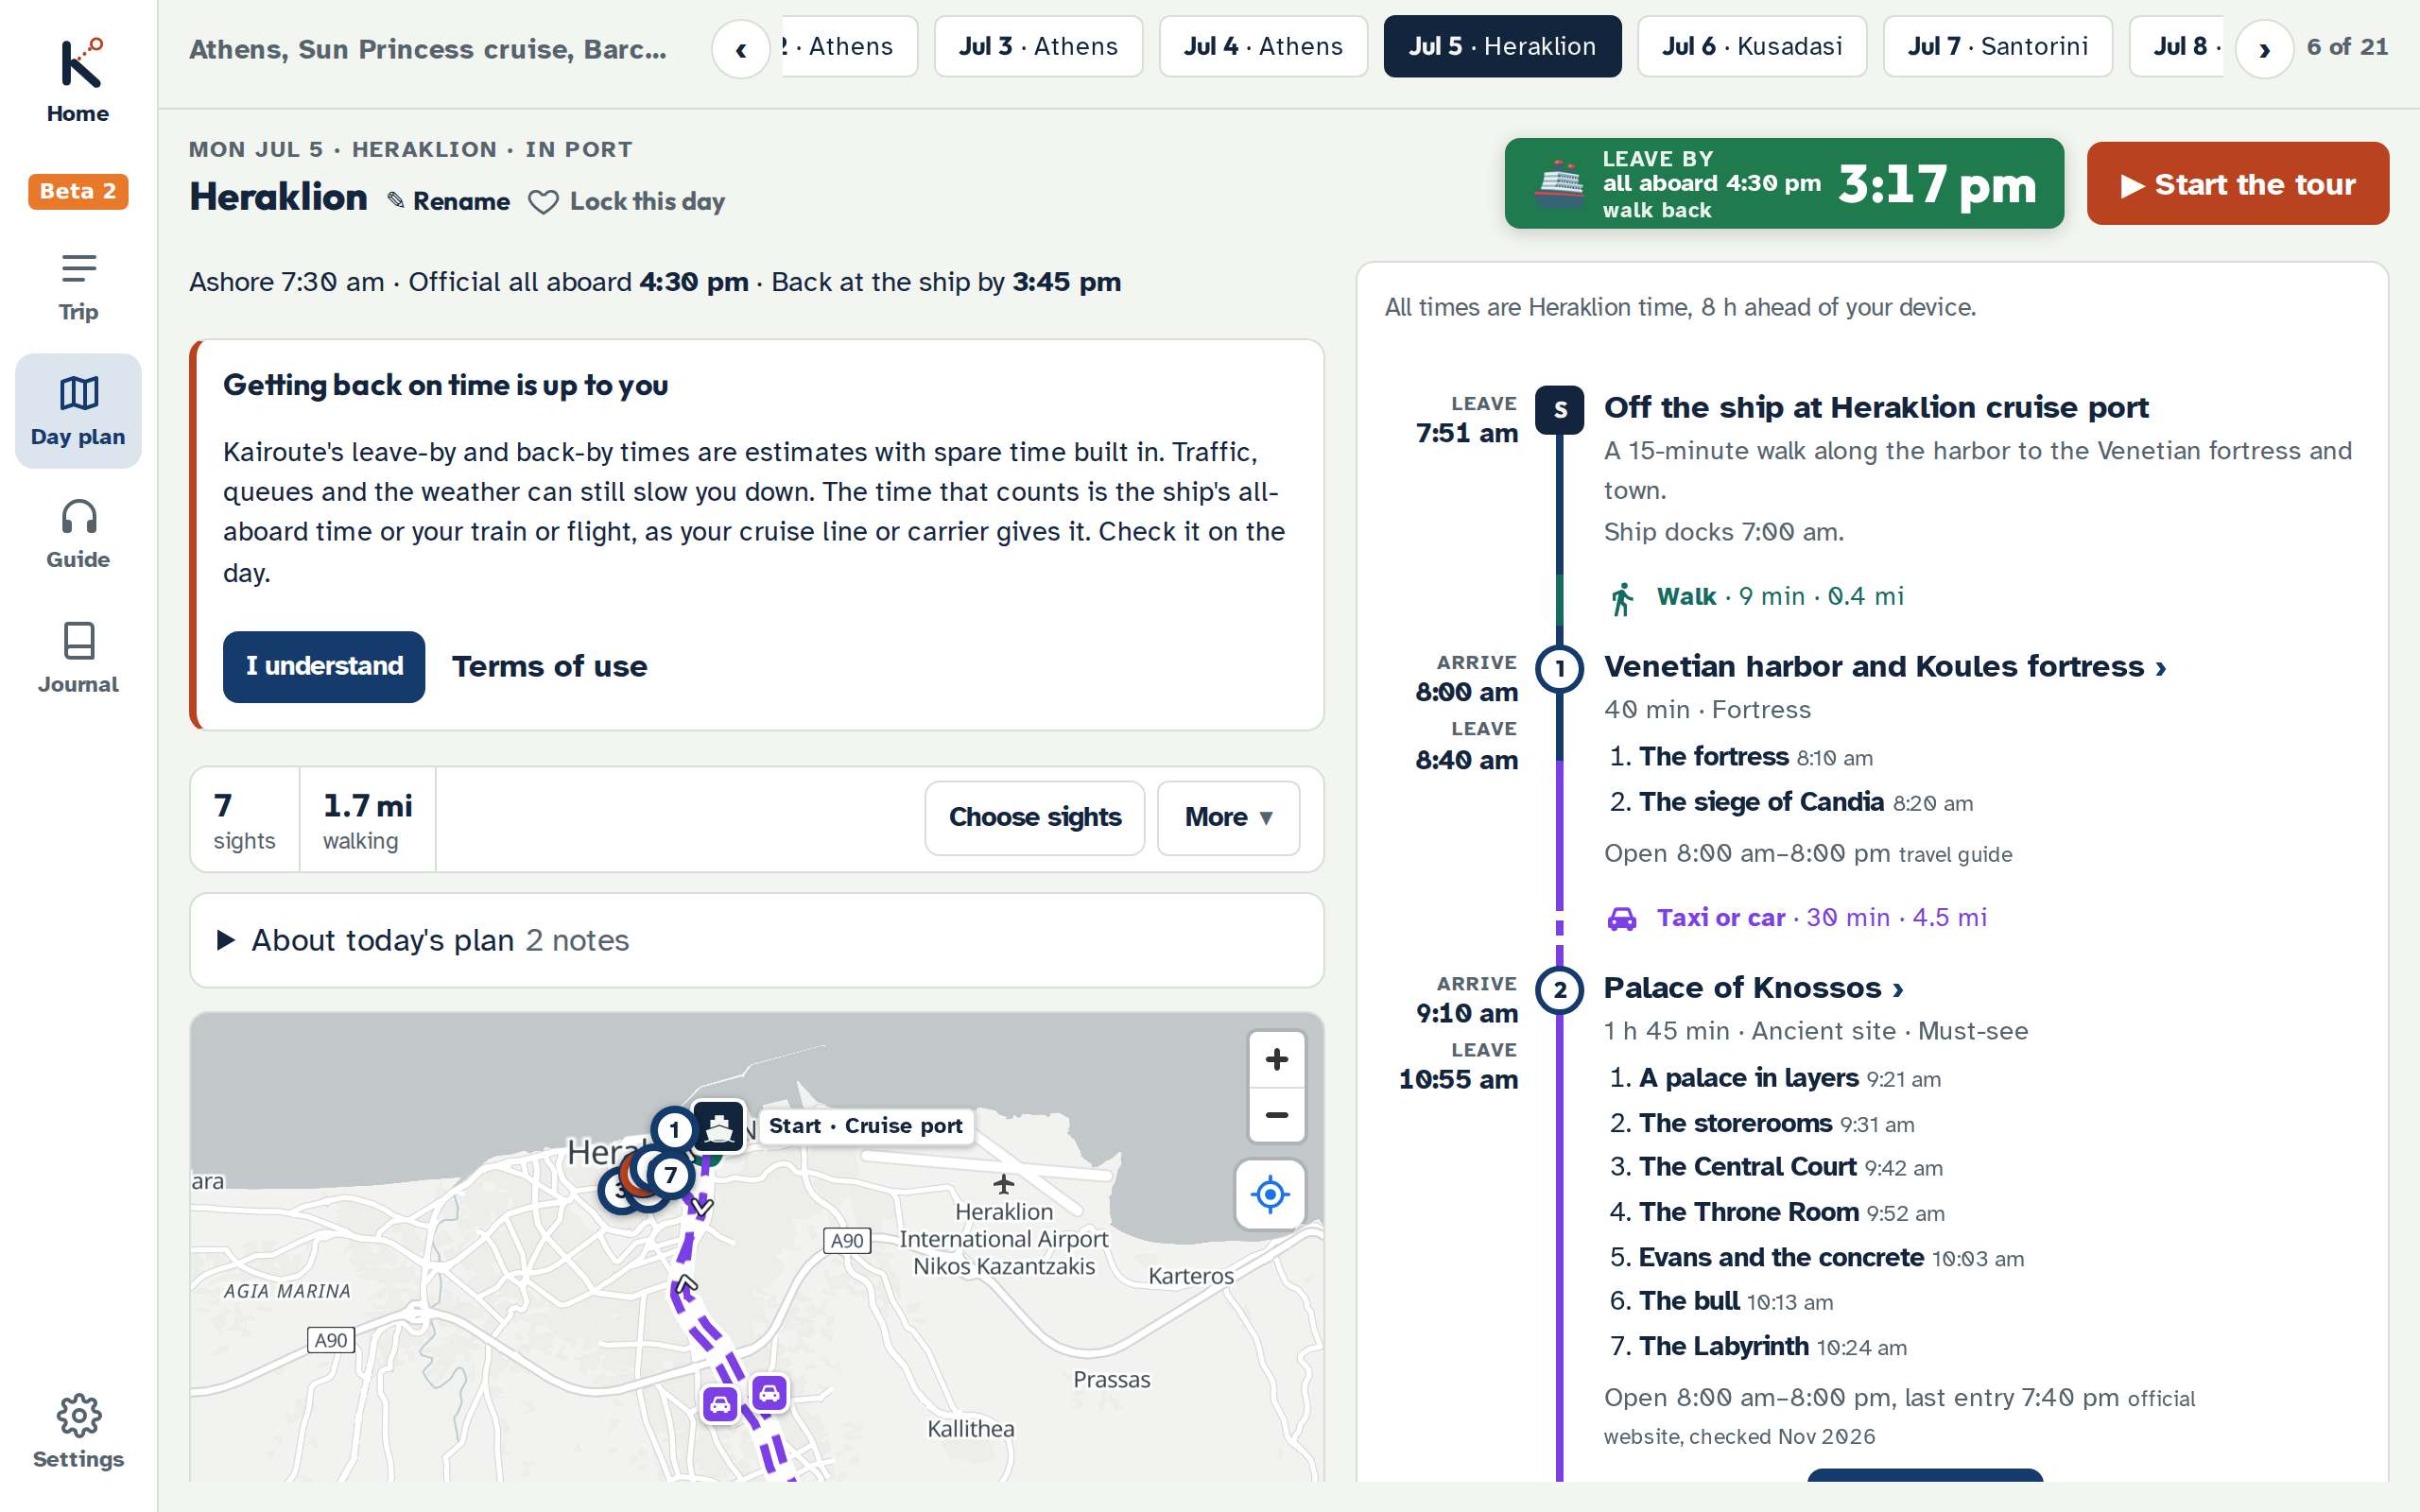 Home
Beta 2
Trip
Day plan
Guide
Journal
Settings
Athens, Sun Princess cruise, Barc...
‹
2 · Athens
Jul 3 · Athens
Jul 4 · Athens
Jul 5 · Heraklion
Jul 6 · Kusadasi
Jul 7 · Santorini
Jul 8 ·
›
6 of 21
MON JUL 5 · HERAKLION · IN PORT
Heraklion
✎ Rename
Lock this day
LEAVE BY
all aboard 4:30 pm
walk back
3:17 pm
▶ Start the tour
Ashore 7:30 am · Official all aboard 4:30 pm · Back at the ship by 3:45 pm
Getting back on time is up to you
Kairoute's leave-by and back-by times are estimates with spare time built in. Traffic,
queues and the weather can still slow you down. The time that counts is the ship's all-
aboard time or your train or flight, as your cruise line or carrier gives it. Check it on the
day.
I understand
Terms of use
7
sights
1.7 mi
walking
Choose sights
More ▼
▶ About today's plan 2 notes
1
Start · Cruise port
7
3
ara
A90
Heraklion
International Airport
Nikos Kazantzakis
Karteros
AGIA MARINA
A90
Prassas
Kallithea
+
−
All times are Heraklion time, 8 h ahead of your device.
LEAVE
7:51 am
S
Off the ship at Heraklion cruise port
A 15-minute walk along the harbor to the Venetian fortress and
town.
Ship docks 7:00 am.
Walk · 9 min · 0.4 mi
ARRIVE
8:00 am
LEAVE
8:40 am
1
Venetian harbor and Koules fortress ›
40 min · Fortress
1. The fortress 8:10 am
2. The siege of Candia 8:20 am
Open 8:00 am–8:00 pm travel guide
Taxi or car · 30 min · 4.5 mi
ARRIVE
9:10 am
LEAVE
10:55 am
2
Palace of Knossos ›
1 h 45 min · Ancient site · Must-see
1. A palace in layers 9:21 am
2. The storerooms 9:31 am
3. The Central Court 9:42 am
4. The Throne Room 9:52 am
5. Evans and the concrete 10:03 am
6. The bull 10:13 am
7. The Labyrinth 10:24 am
Open 8:00 am–8:00 pm, last entry 7:40 pm official
website, checked Nov 2026